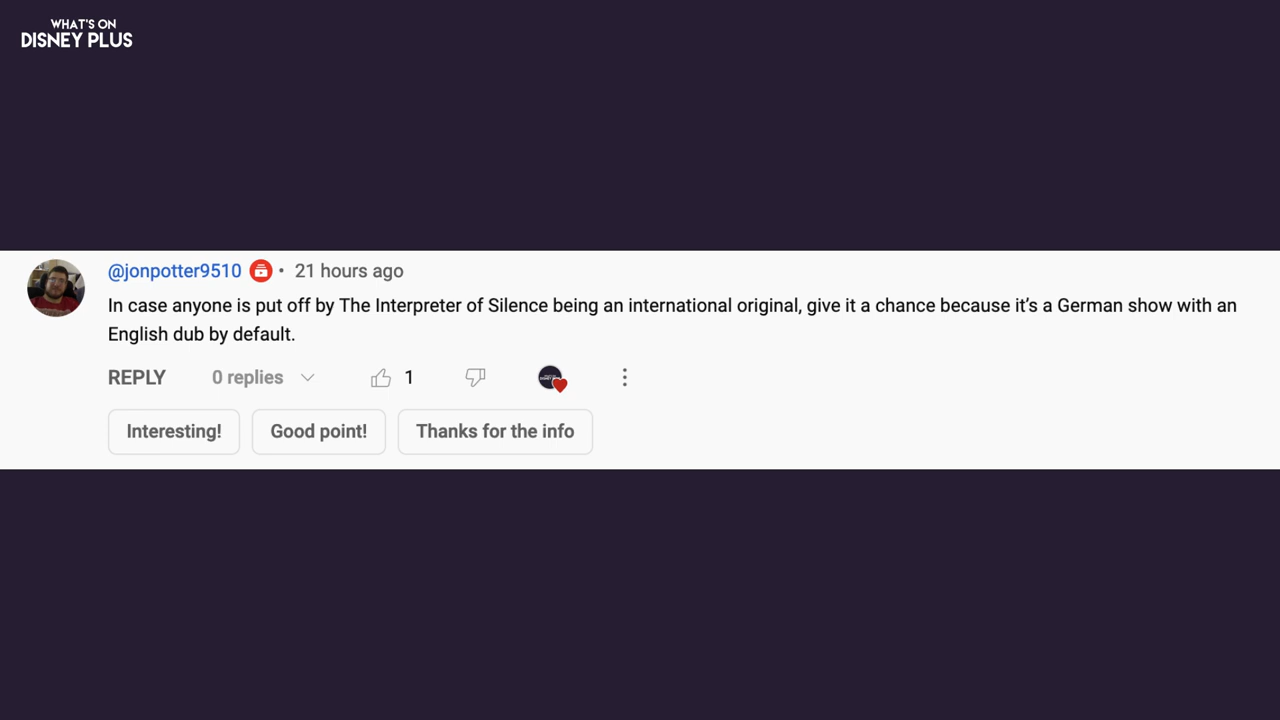 WHAT'S ON
DISNEY PLUS
@jonpotter9510 • 21 hours ago
In case anyone is put off by The Interpreter of Silence being an international original, give it a chance because it’s a German show with an
English dub by default.
REPLY 0 replies 1
Interesting! Good point! Thanks for the info